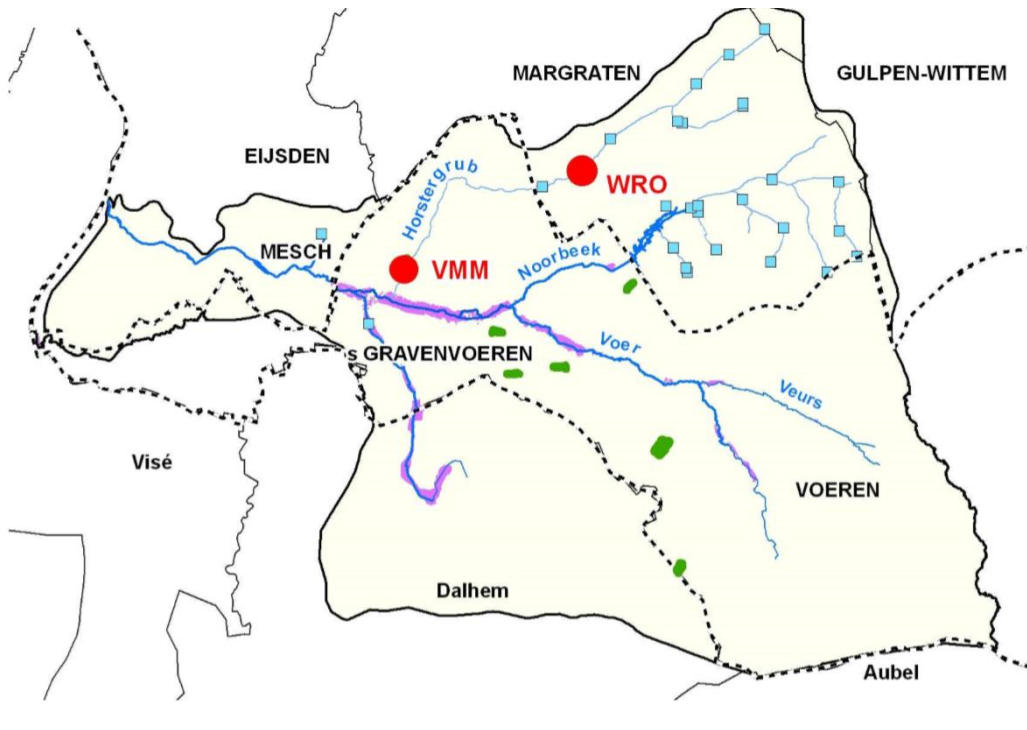 MARGRATEN
GULPEN-WITTEM
EIJSDEN
Horstergrub
WRO
MESCH
VMM
Noorbeek
s GRAVENVOEREN
Voer
Veurs
Visé
VOEREN
Dalhem
Aubel